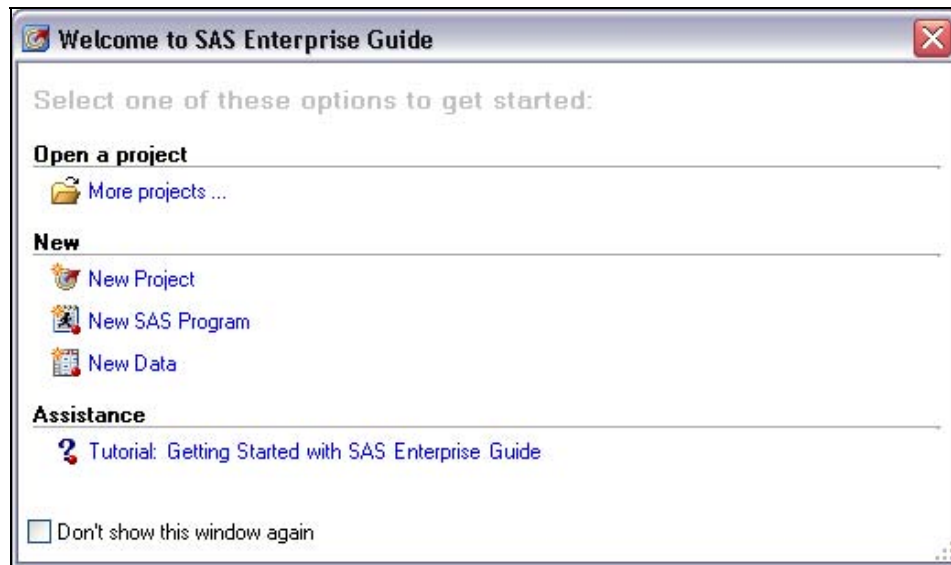 Welcome to SAS Enterprise Guide
Select one of these options to get started:
Open a project
More projects ...
New
New Project
New SAS Program
New Data
Assistance
Tutorial: Getting Started with SAS Enterprise Guide
Don't show this window again